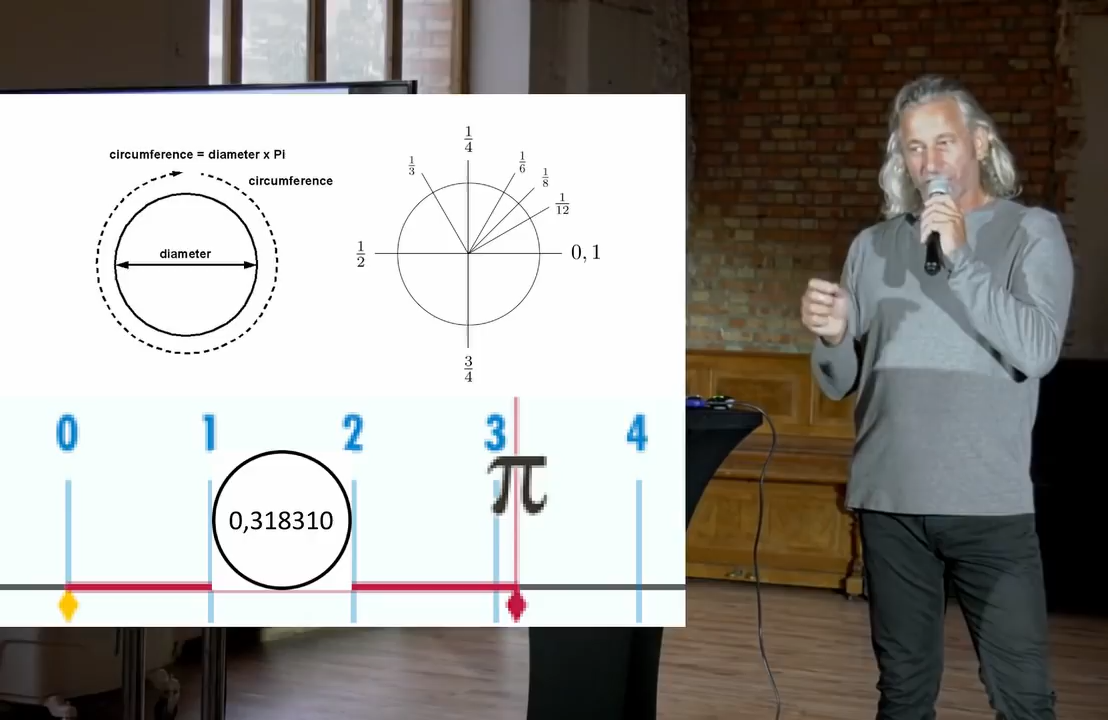 circumference = diameter x Pi
circumference
diameter
1/4
1/3
1/6
1/8
1/12
1/2
0, 1
3/4
0 1 2 3 4
π
0,318310